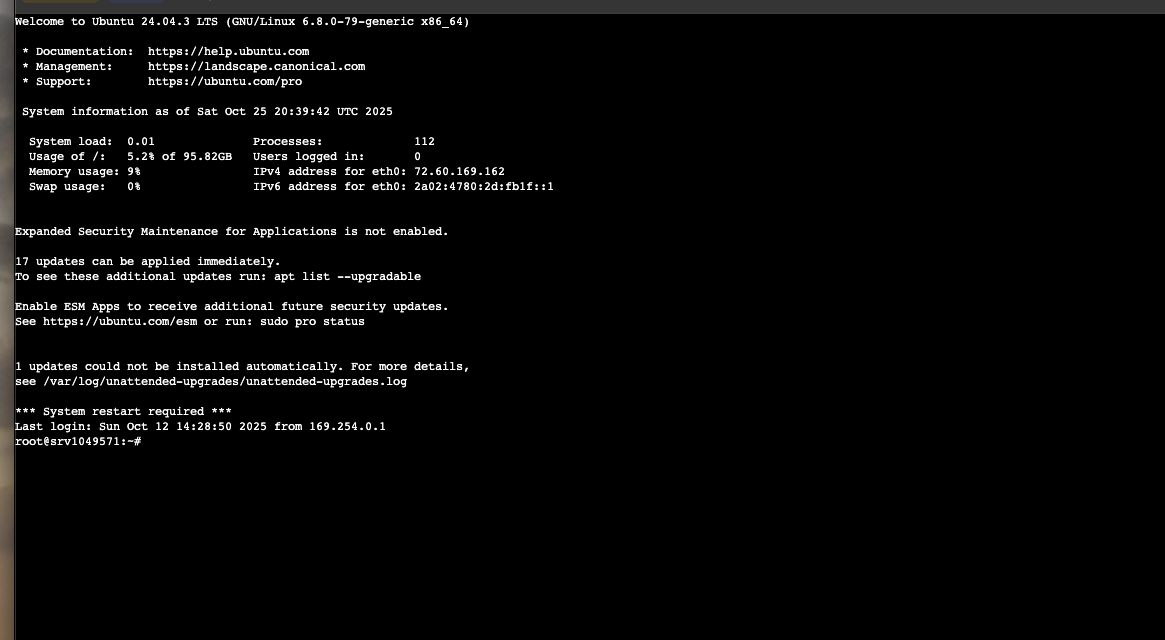 Welcome to Ubuntu 24.04.3 LTS (GNU/Linux 6.8.0-79-generic x86_64)
* Documentation: https://help.ubuntu.com
* Management: https://landscape.canonical.com
* Support: https://ubuntu.com/pro
System information as of Sat Oct 25 20:39:42 UTC 2025
System load: 0.01 Processes: 112
Usage of /: 5.2% of 95.82GB Users logged in: 0
Memory usage: 9% IPv4 address for eth0: 72.60.169.162
Swap usage: 0% IPv6 address for eth0: 2a02:4780:2d:fb1f::1
Expanded Security Maintenance for Applications is not enabled.
17 updates can be applied immediately.
To see these additional updates run: apt list --upgradable
Enable ESM Apps to receive additional future security updates.
See https://ubuntu.com/esm or run: sudo pro status
1 updates could not be installed automatically. For more details,
see /var/log/unattended-upgrades/unattended-upgrades.log
*** System restart required ***
Last login: Sun Oct 12 14:28:50 2025 from 169.254.0.1
root@srv1049571:~#